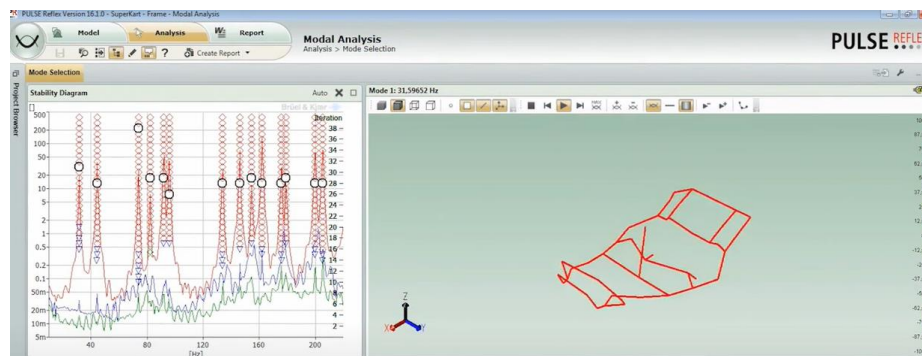 PULSE Reflex Version 16.1.0 - SuperKart - Frame - Modal Analysis
Model
Analysis
Report
Create Report
Modal Analysis
Analysis > Mode Selection
PULSE REFLE
Project Browser
Mode Selection
Stability Diagram
Auto
Brüel & Kjær
Iteration
[]
500
200
100
50
20
10
5
2
1
0.5
0.2
0.1
50m
20m
10m
5m
38
36
34
32
30
28
26
24
22
20
18
16
14
12
10
8
6
4
2
40
80
120
160
200
[Hz]
Mode 1: 31,59652 Hz
Z
X
Y